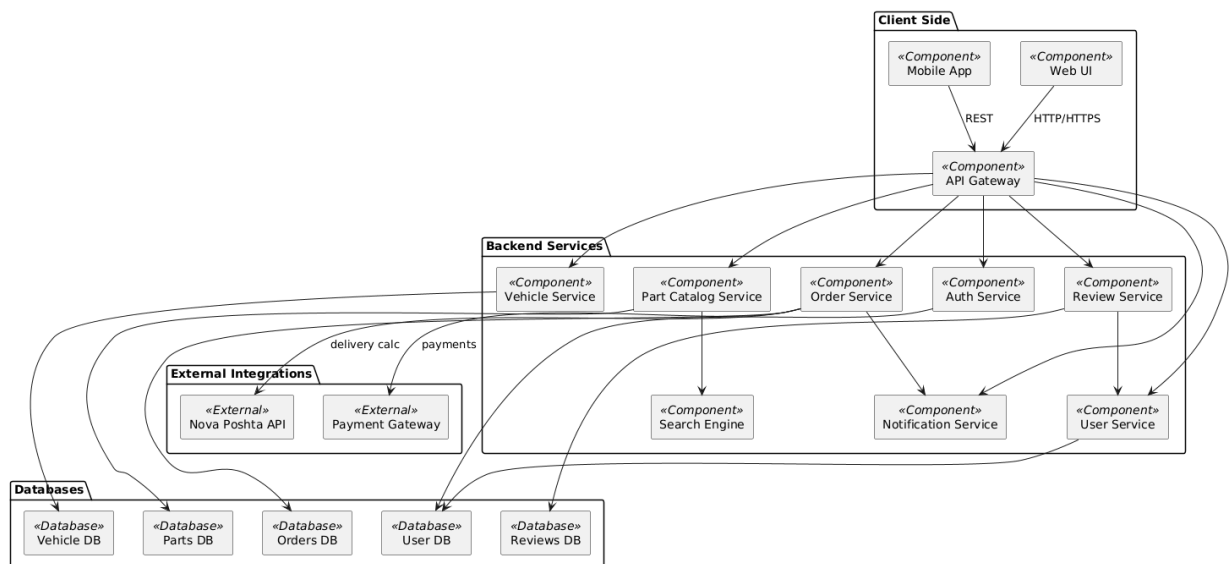 Client Side
«Component»
Mobile App
«Component»
Web UI
REST
HTTP/HTTPS
«Component»
API Gateway
Backend Services
«Component»
Vehicle Service
«Component»
Part Catalog Service
«Component»
Order Service
«Component»
Auth Service
«Component»
Review Service
delivery calc
payments
External Integrations
«External»
Nova Poshta API
«External»
Payment Gateway
«Component»
Search Engine
«Component»
Notification Service
«Component»
User Service
Databases
«Database»
Vehicle DB
«Database»
Parts DB
«Database»
Orders DB
«Database»
User DB
«Database»
Reviews DB